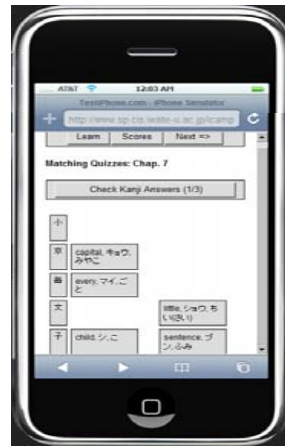 AT&T 12:03 AM
TestiPhone.com - iPhone Simulator
http://www.sp.cis.iwate-u.ac.jp/icamp
Learn Scores Next =>
Matching Quizzes: Chap. 7
Check Kanji Answers (1/3)
小
京 capital, キョウ,
みやこ
毎 every, マイ, ご
と
文 little, ショウ, ち
い(さい)
子 child, シ, こ sentence, ブ
ン, ふみ